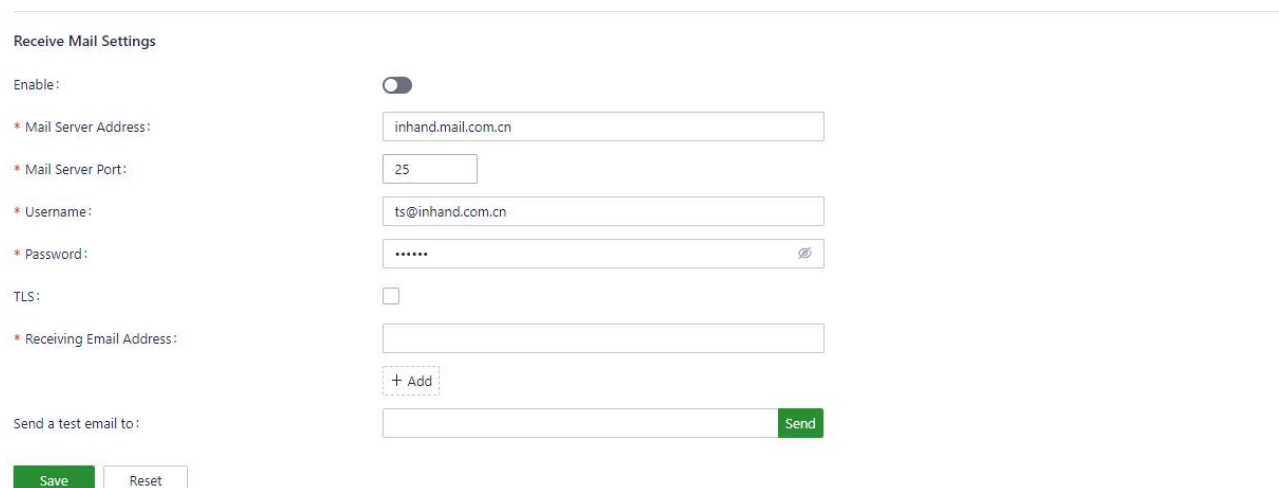 Receive Mail Settings
Enable:
* Mail Server Address: inhand.mail.com.cn
* Mail Server Port: 25
* Username: ts@inhand.com.cn
* Password: ••••••
TLS:
* Receiving Email Address:
+ Add
Send a test email to: Send
Save Reset